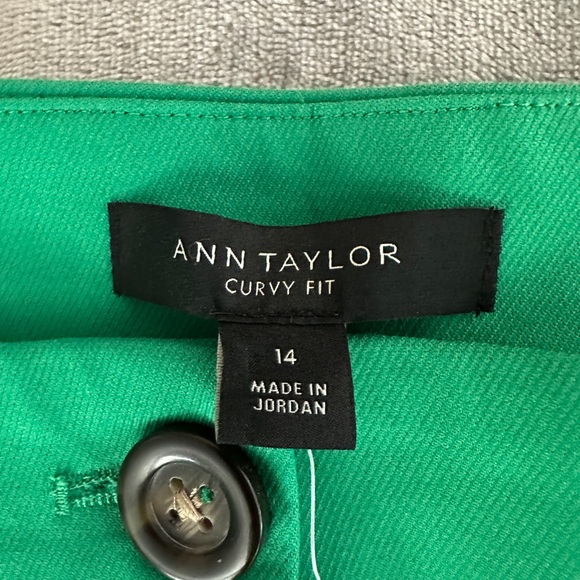 ANN TAYLOR
CURVY FIT
14
MADE IN
JORDAN